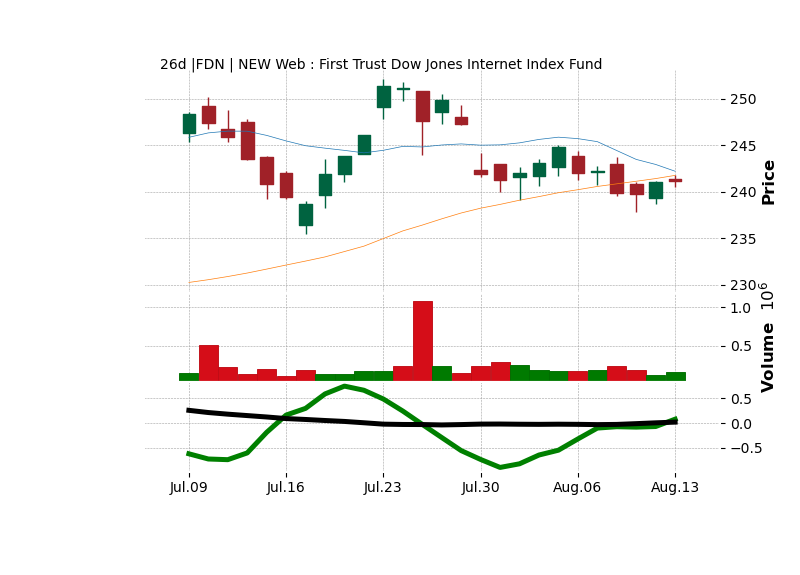 26d |FDN | NEW Web : First Trust Dow Jones Internet Index Fund
250
245
240
235
230
Price
10^6
1.0
0.5
Volume
0.5
0.0
−0.5
Jul.09 Jul.16 Jul.23 Jul.30 Aug.06 Aug.13